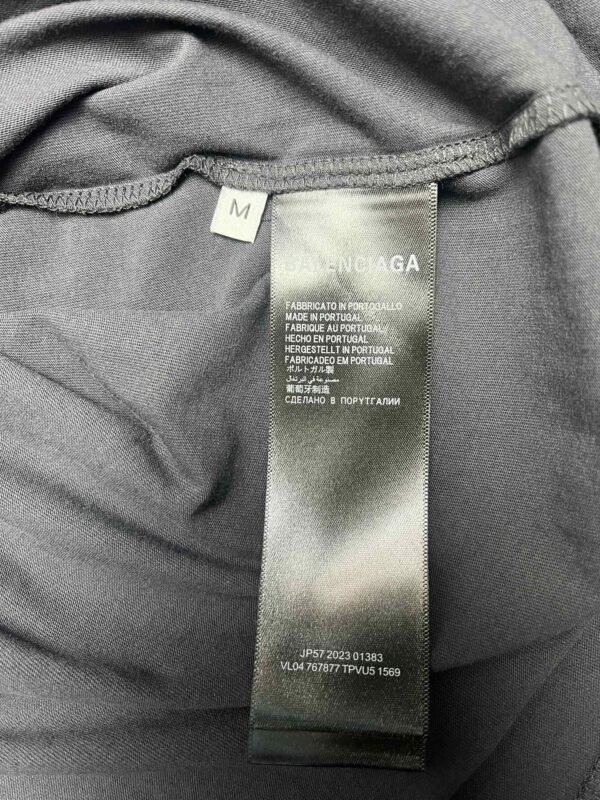 M
BALENCIAGA
FABBRICATO IN PORTOGALLO
MADE IN PORTUGAL
FABRIQUE AU PORTUGAL
HECHO EN PORTUGAL
HERGESTELLT IN PORTUGAL
FABRICADEO EM PORTUGAL
ポルトガル製
مصنوعة في البرتغال
葡萄牙制造
СДЕЛАНО В ПОРУТГАЛИИ
JP57 2023 01383
VL04 767877 TPVU5 1569